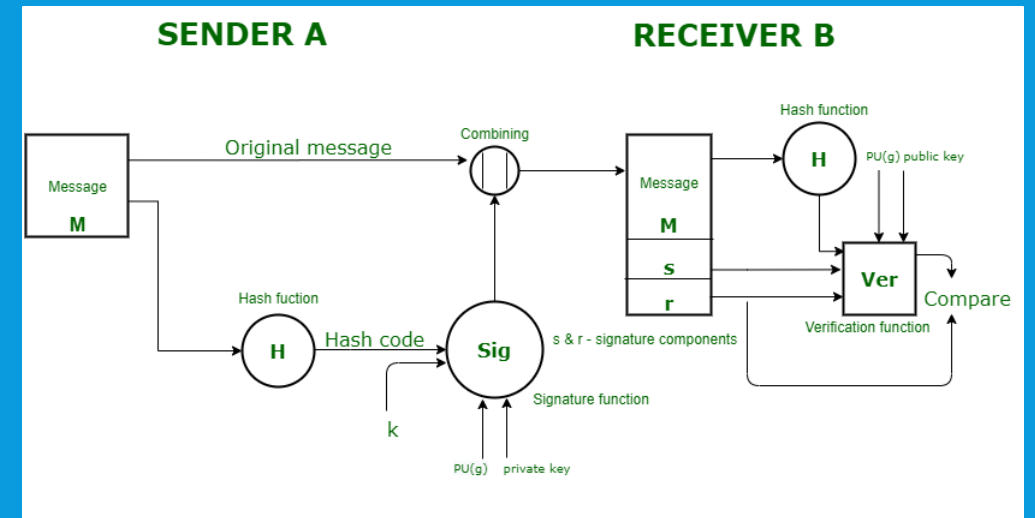 SENDER A
RECEIVER B
Hash function
Combining
Original message
PU(g) public key
H
Message
M
Message
M
s
r
Ver
Compare
Verification function
Hash fuction
Hash code
H
Sig
s & r - signature components
Signature function
k
PU(g) private key